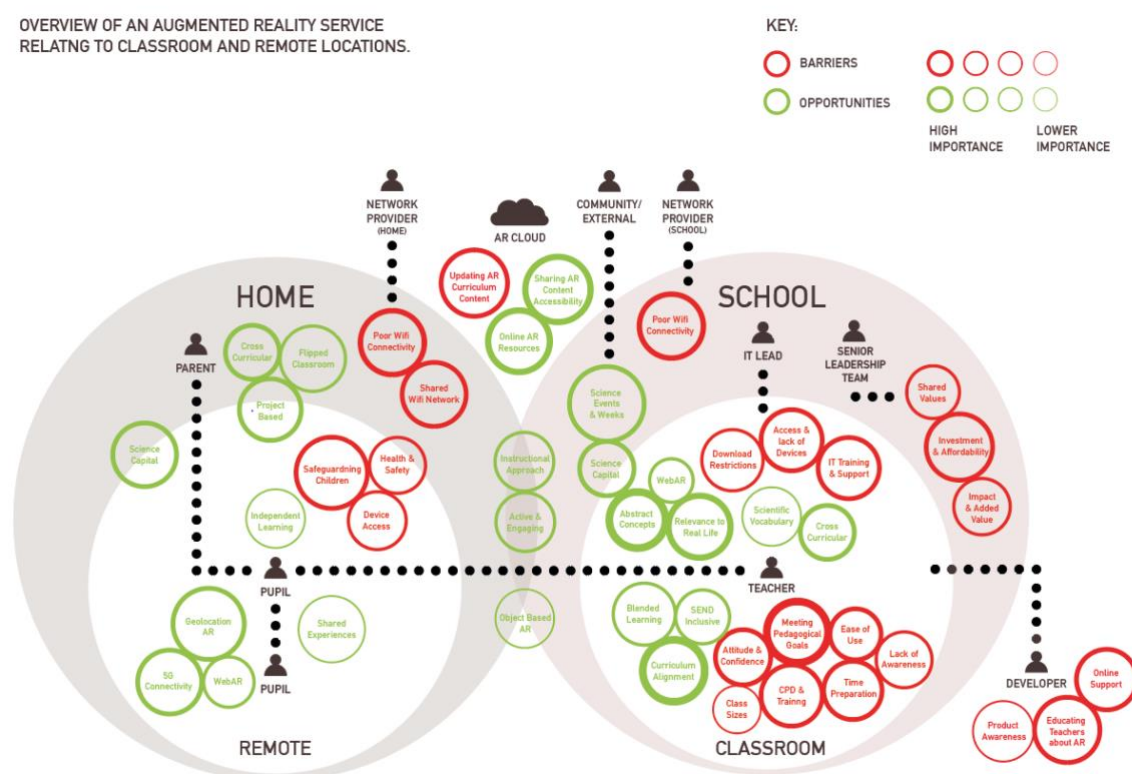 OVERVIEW OF AN AUGMENTED REALITY SERVICE
RELATNG TO CLASSROOM AND REMOTE LOCATIONS.
KEY:
BARRIERS
OPPORTUNITIES
HIGH
IMPORTANCE
LOWER
IMPORTANCE
NETWORK
PROVIDER
(HOME)
AR CLOUD
COMMUNITY/
EXTERNAL
NETWORK
PROVIDER
(SCHOOL)
Updating AR
Curriculum
Content
Sharing AR
Content
Accessibility
Online AR
Resources
HOME
SCHOOL
PARENT
Cross
Curricular
Flipped
Classroom
Project
Based
Poor Wifi
Connectivity
Shared
Wifi Network
Poor Wifi
Connectivity
IT LEAD
SENIOR
LEADERSHIP
TEAM
Shared
Values
Investment
& Affordability
Impact
& Added
Value
Science
Capital
Safeguardning
Children
Health &
Safety
Device
Access
Independent
Learning
Instructional
Approach
Active &
Engaging
Science
Events
& Weeks
Science
Capital
WebAR
Abstract
Concepts
Relevance to
Real Life
Download
Restrictions
Access &
lack of
Devices
IT Training
& Support
Scientific
Vocabulary
Cross
Curricular
PUPIL
TEACHER
Geolocation
AR
Shared
Experiences
5G
Connectivity
WebAR
PUPIL
Object Based
AR
Blended
Learning
SEND
Inclusive
Curriculum
Alignment
Meeting
Pedagogical
Goals
Ease of
Use
Attitude &
Confidence
Lack of
Awareness
Class
Sizes
CPD &
Trainng
Time
Preparation
DEVELOPER
Online
Support
Product
Awareness
Educating
Teachers
about AR
REMOTE
CLASSROOM